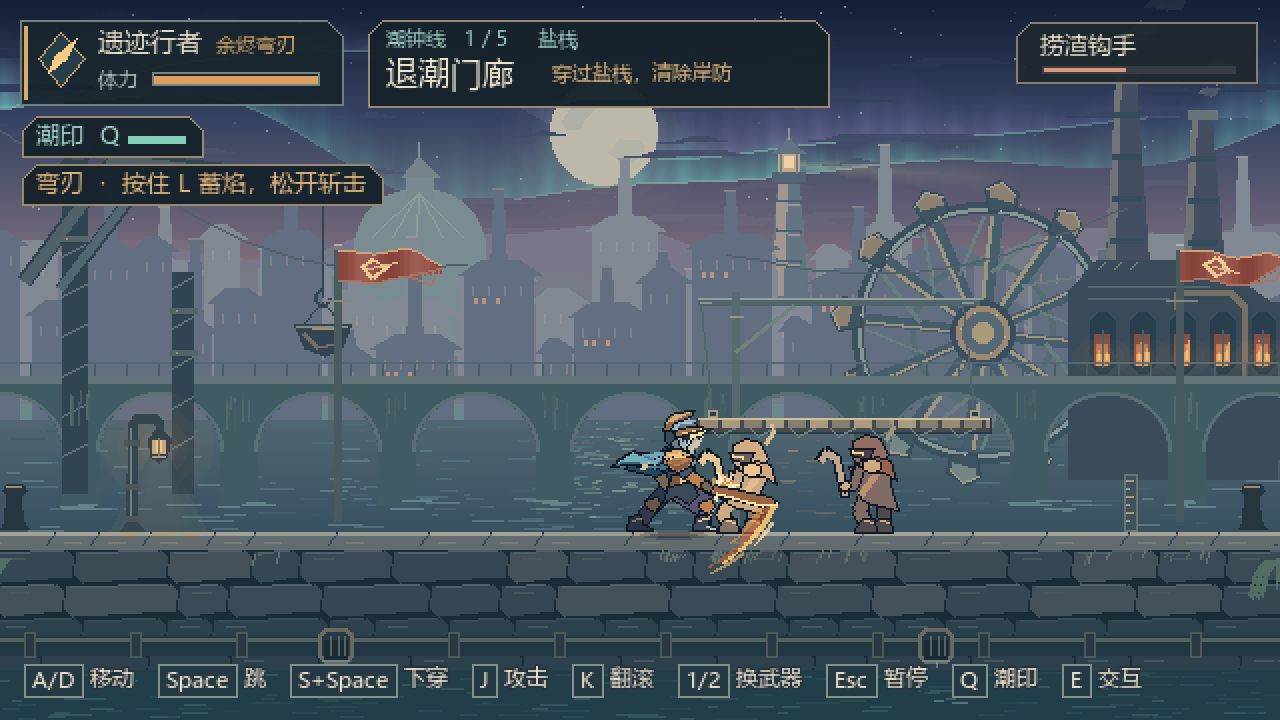 遗迹行者 余烬弯刃
体力
潮钟线 1/5 盐栈
退潮门廊 穿过盐栈，清除岸防
捞渣钩手
潮印 Q
弯刃 · 按住 L 蓄焰，松开斩击
A/D 移动 Space 跳 S+Space 下穿 J 攻击 K 翻滚 1/2 换武器 Esc 暂停 Q 潮印 E 交互